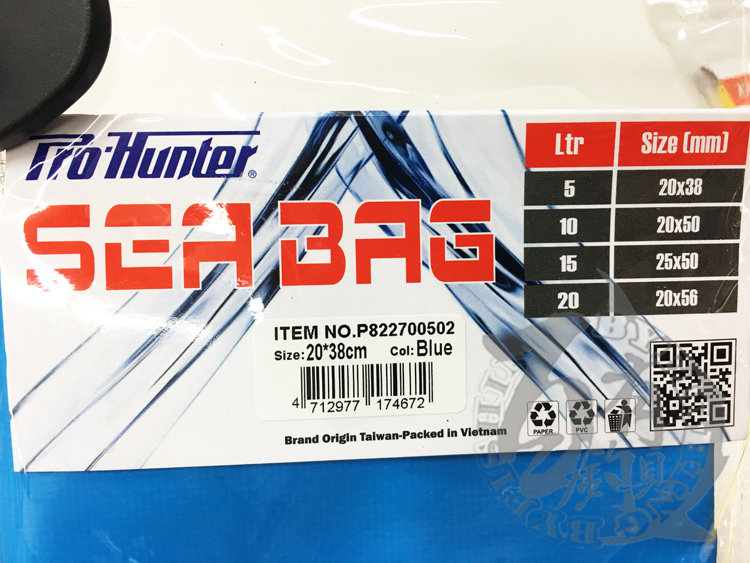 Pro-Hunter®
SEA BAG
Ltr Size (mm)
5 20x38
10 20x50
15 25x50
20 20x56
ITEM NO.P822700502
Size:20*38cm Col:Blue
4 712977 174672
PAPER PVC
Brand Origin Taiwan-Packed in Vietnam